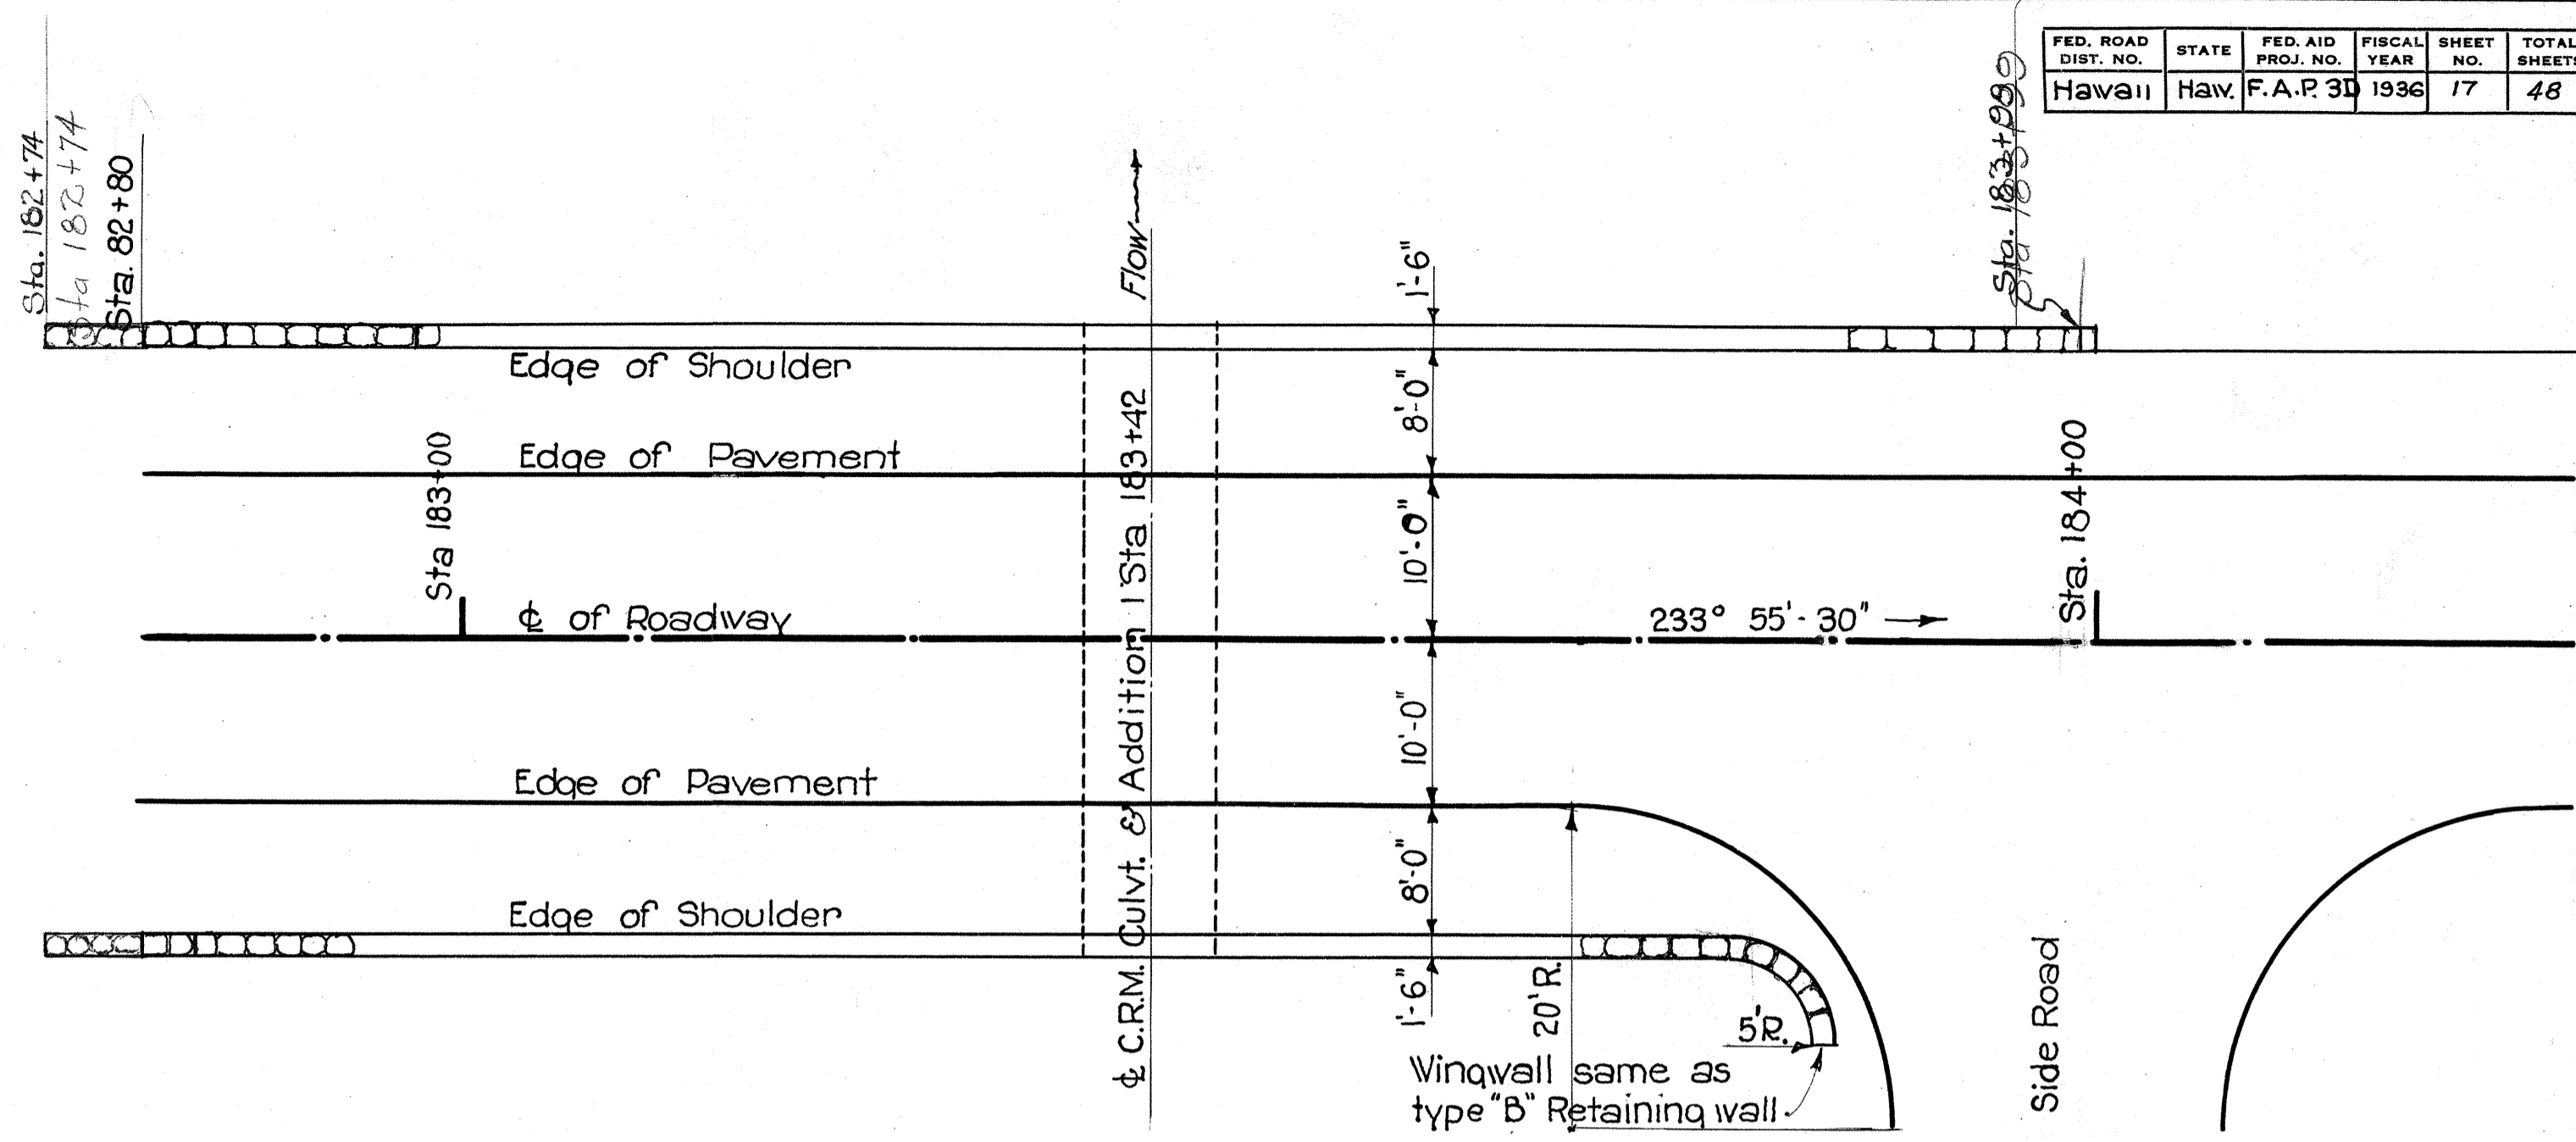 FED. ROAD DIST. NO. STATE FED. AID PROJ. NO. FISCAL YEAR SHEET NO. TOTAL SHEETS
Hawaii Haw. F.A.P. 3D 1936 17 48
Sta. 182+74
Sta 182+74
Sta. 82+80
Flow
1'-6"
Edge of Shoulder
8'-0"
Sta 183+00
Edge of Pavement
10'-0"
Sta. 184+00
℄ of Roadway
233° 55'-30"
10'-0"
Edge of Pavement
℄ C.R.M. Culvt. & Addition Sta 183+42
8'-0"
Edge of Shoulder
1'-6"
20'R.
5'R.
Side Road
Wingwall same as
type "B" Retaining wall